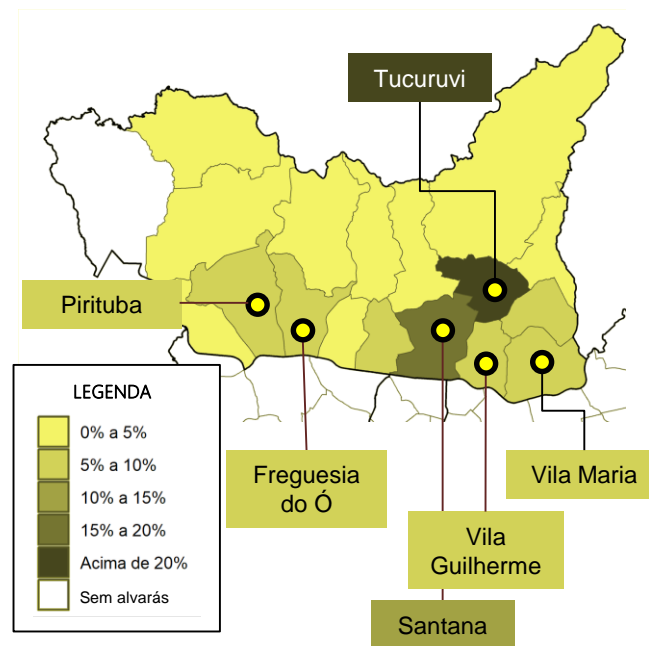 Tucuruvi
Pirituba
LEGENDA
0% a 5%
5% a 10%
10% a 15%
15% a 20%
Acima de 20%
Sem alvarás
Freguesia
do Ó
Vila Maria
Vila
Guilherme
Santana